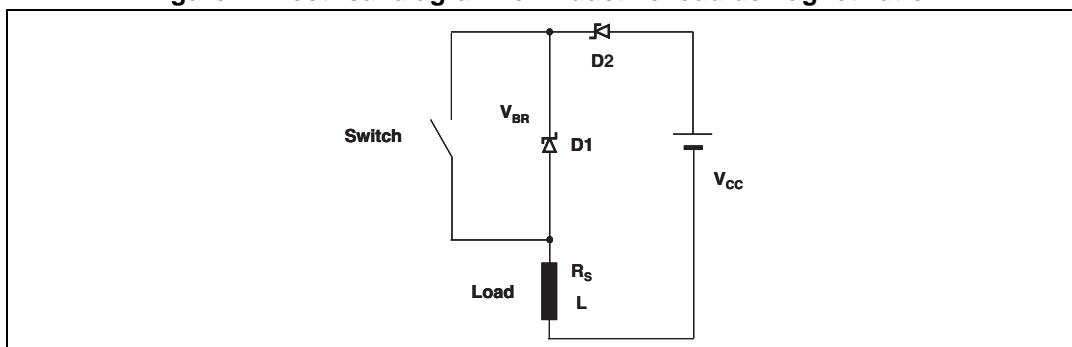 D2
V_BR
Switch
D1
V_CC
R_S
Load
L